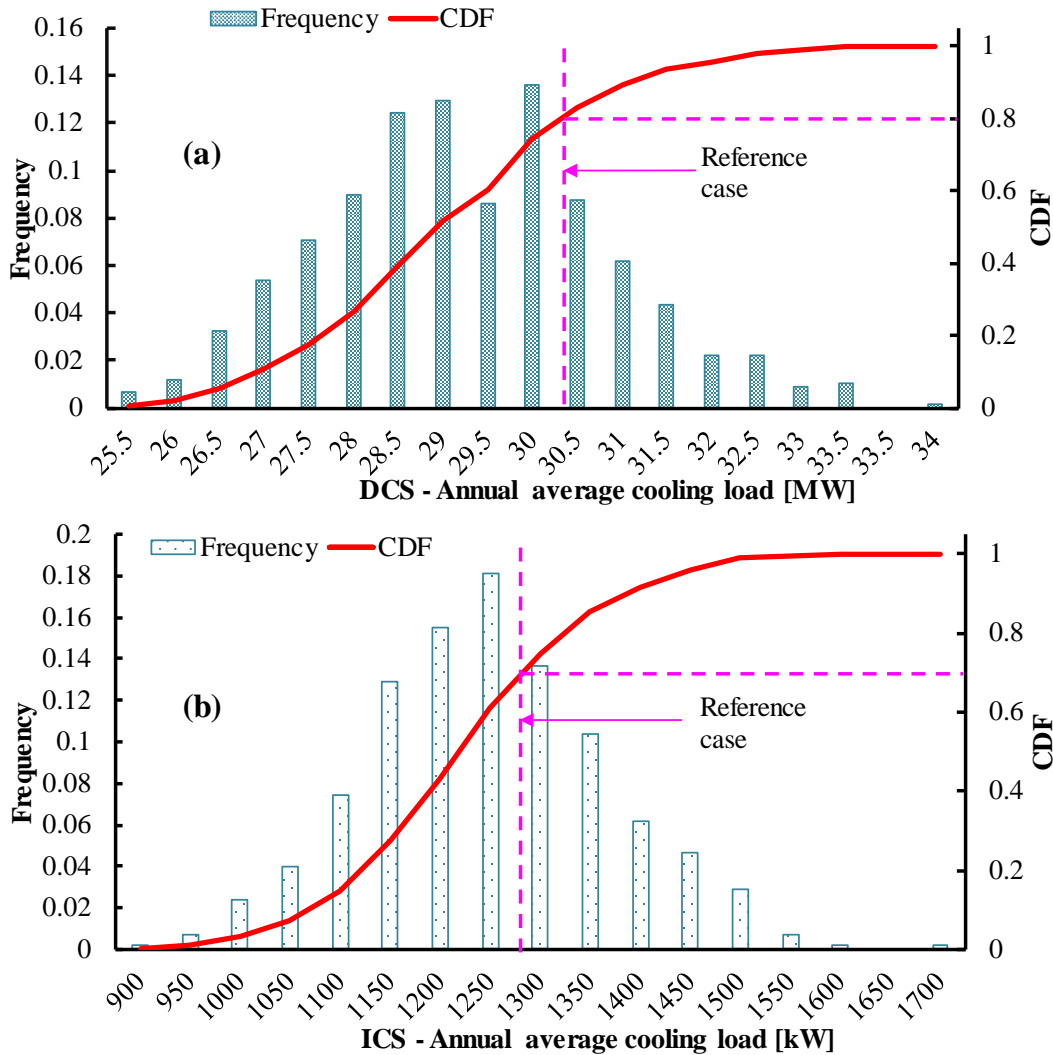 Frequency CDF
0.16
0.14
0.12
0.1
0.08
0.06
0.04
0.02
0
Frequency
(a)
Reference
case
1
0.8
0.6
0.4
0.2
0
CDF
25.5 26 26.5 27 27.5 28 28.5 29 29.5 30 30.5 31 31.5 32 32.5 33 33.5 33.5 34
DCS - Annual average cooling load [MW]
Frequency CDF
0.2
0.18
0.16
0.14
0.12
0.1
0.08
0.06
0.04
0.02
0
Frequency
(b)
Reference
case
1
0.8
0.6
0.4
0.2
0
CDF
900 950 1000 1050 1100 1150 1200 1250 1300 1350 1400 1450 1500 1550 1600 1650 1700
ICS - Annual average cooling load [kW]